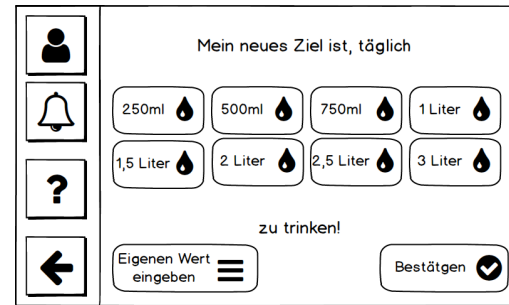 Mein neues Ziel ist, täglich
250ml
500ml
750ml
1 Liter
1,5 Liter
2 Liter
2,5 Liter
3 Liter
?
zu trinken!
Eigenen Wert
eingeben
Bestätgen